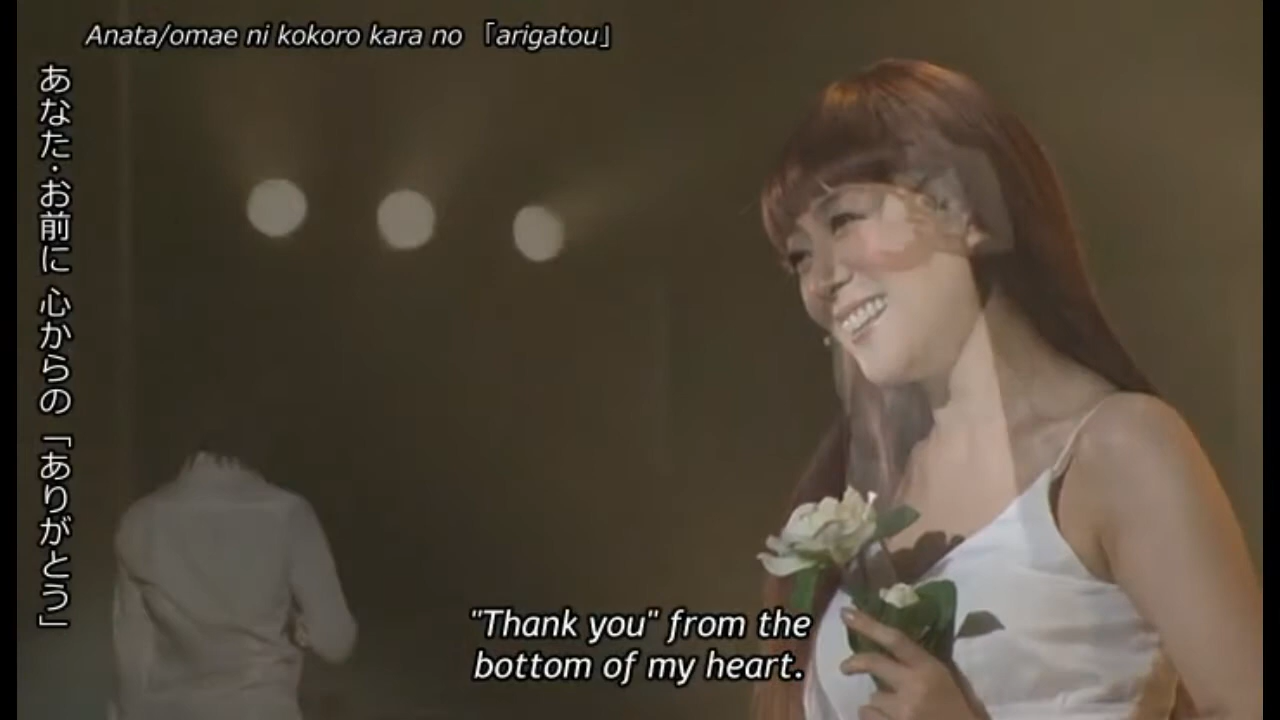 Anata/omae ni kokoro kara no 「arigatou」
あなた・お前に 心からの 「ありがとう」
"Thank you" from the
bottom of my heart.